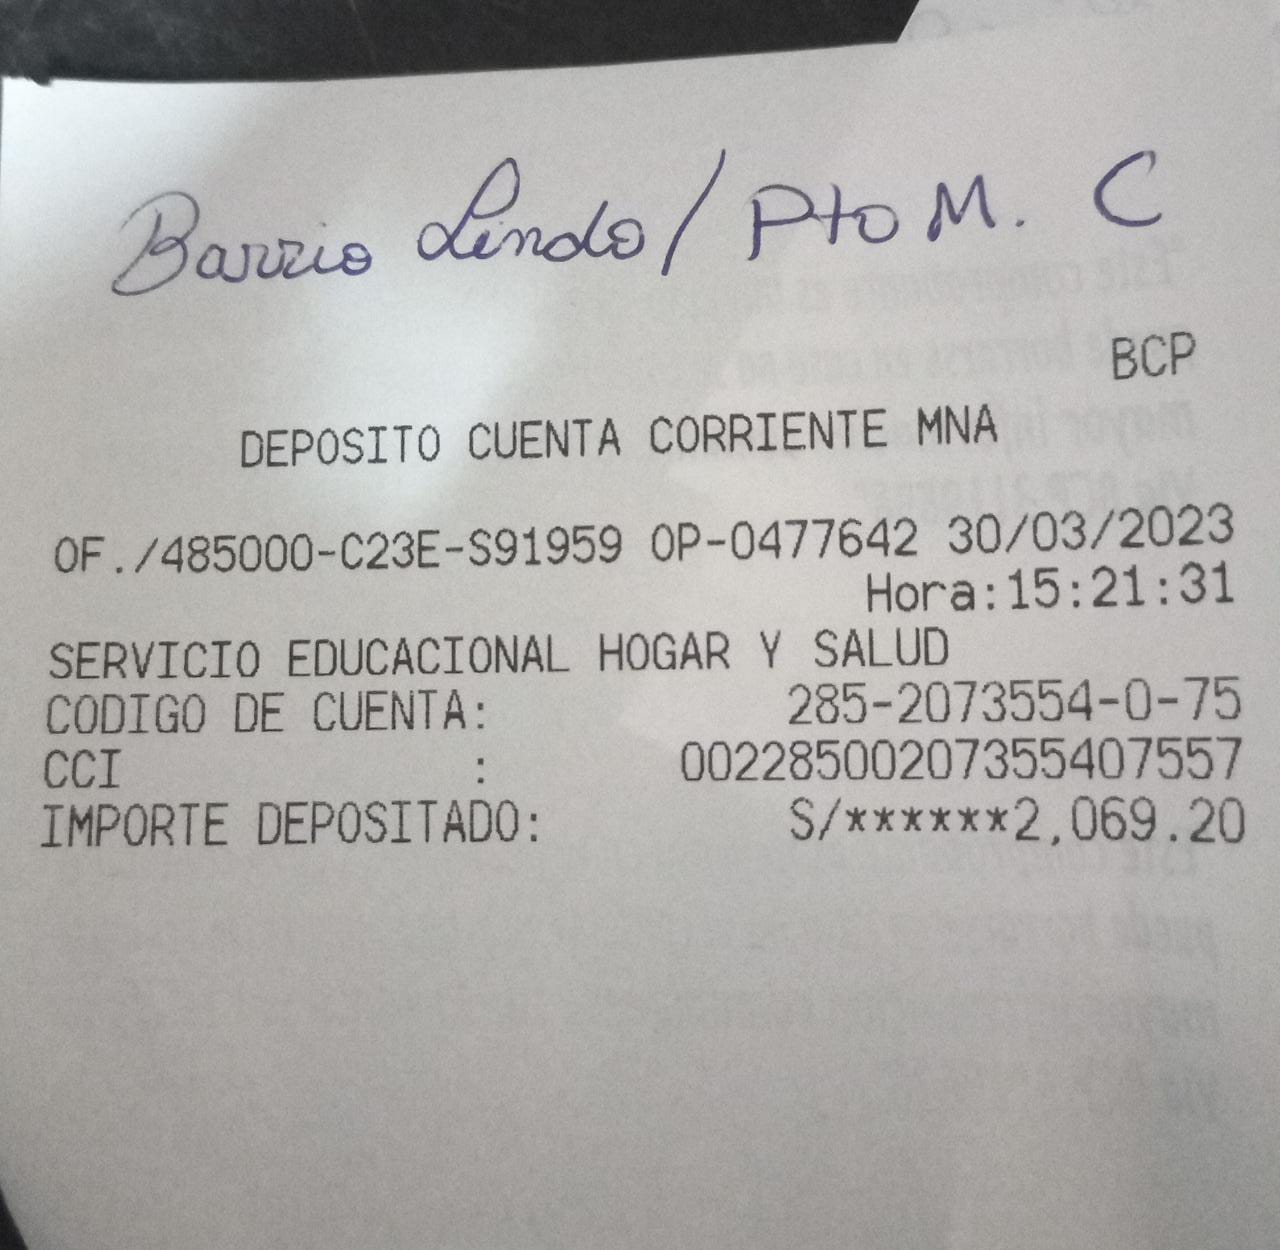 Barrio Lindo / Pto M. C
BCP
DEPOSITO CUENTA CORRIENTE MNA
OF./485000-C23E-S91959 OP-0477642 30/03/2023
Hora:15:21:31
SERVICIO EDUCACIONAL HOGAR Y SALUD
CODIGO DE CUENTA: 285-2073554-0-75
CCI : 00228500207355407557
IMPORTE DEPOSITADO: S/******2,069.20